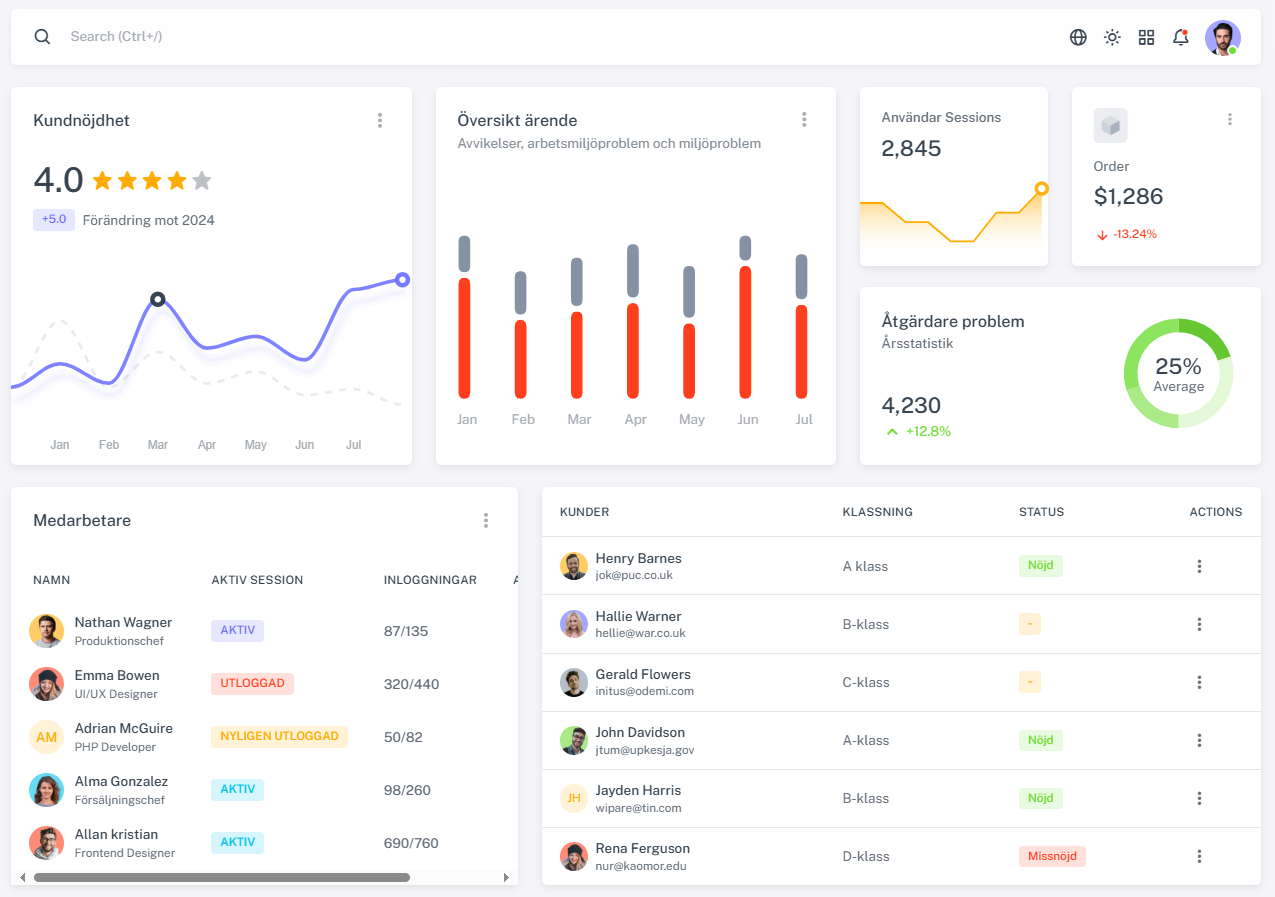 Search (Ctrl+/)
Kundnöjdhet
4.0
+5.0 Förändring mot 2024
Jan Feb Mar Apr May Jun Jul
Översikt ärende
Avvikelser, arbetsmiljöproblem och miljöproblem
Jan Feb Mar Apr May Jun Jul
Användar Sessions
2,845
Order
$1,286
-13.24%
Åtgärdare problem
Årsstatistik
4,230
+12.8%
25%
Average
Medarbetare
NAMN AKTIV SESSION INLOGGNINGAR
Nathan Wagner
Produktionschef
AKTIV
87/135
Emma Bowen
UI/UX Designer
UTLOGGAD
320/440
AM
Adrian McGuire
PHP Developer
NYLIGEN UTLOGGAD
50/82
Alma Gonzalez
Försäljningschef
AKTIV
98/260
Allan kristian
Frontend Designer
AKTIV
690/760
KUNDER KLASSNING STATUS ACTIONS
Henry Barnes
jok@puc.co.uk
A klass
Nöjd
Hallie Warner
hellie@war.co.uk
B-klass
-
Gerald Flowers
initus@odemi.com
C-klass
-
John Davidson
jtum@upkesja.gov
A-klass
Nöjd
JH
Jayden Harris
wipare@tin.com
B-klass
Nöjd
Rena Ferguson
nur@kaomor.edu
D-klass
Missnöjd